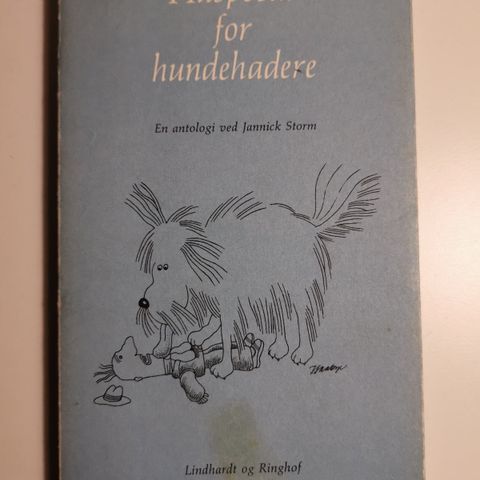 for
hundehadere
En antologi ved Jannick Storm
Lindhardt og Ringhof